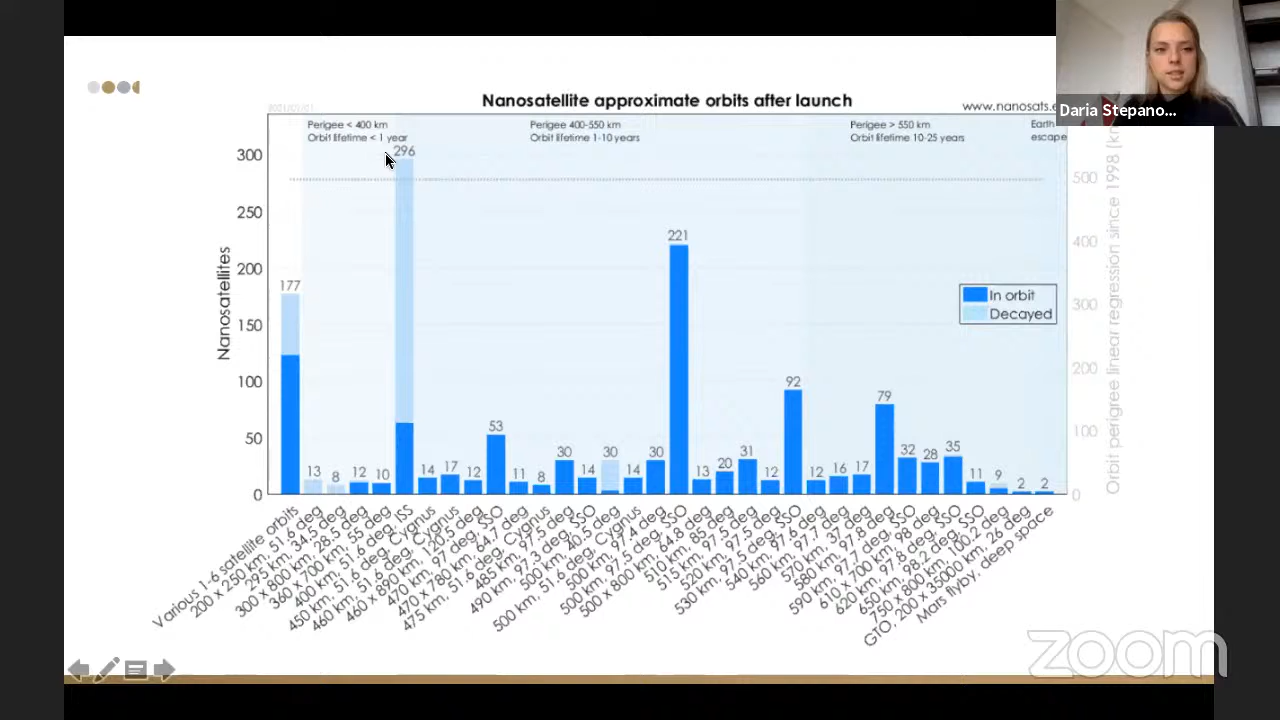 Nanosatellite approximate orbits after launch
www.nanosats.e
Daria Stepano...
Perigee < 400 km
Orbit lifetime < 1 year
Perigee 400-550 km
Orbit lifetime 1-10 years
Perigee > 550 km
Orbit lifetime 10-25 years
Earth
escape
Nanosatellites
300
250
200
150
100
50
0
177
13
8
12
10
296
14
17
12
53
11
8
30
14
30
14
30
221
13
20
31
12
92
12
16
17
79
32
28
35
11
9
2
2
In orbit
Decayed
500
400
300
200
100
0
Orbit perigee linear regression since 1998 (km
Various 1-6 satellite orbits
200 x 250 km, 51.6 deg
300 x 800 km, 28.5 deg
360 x 700 km, 55 deg
400 km, 51.6 deg, ISS
450 km, 51.6 deg, Cygnus
460 km, 51.6 deg, Cygnus
460 x 890 km, 120.5 deg
470 km, 97 deg, SSO
470 x 780 km, 64.7 deg
475 km, 51.6 deg, Cygnus
485 km, 97.5 deg
490 km, 97.3 deg, SSO
500 km, 40.5 deg
500 km, 51.6 deg, Cygnus
500 km, 97.4 deg
500 km, 97.5 deg, SSO
500 x 800 km, 64.8 deg
510 km, 85 deg
515 km, 97.5 deg
520 km, 97.5 deg
530 km, 97.5 deg, SSO
540 km, 97.6 deg
560 km, 97.7 deg
570 km, 37 deg
580 km, 97.8 deg
590 km, 97.7 deg, SSO
610 x 700 km, 98 deg
620 km, 97.8 deg, SSO
650 km, 98.2 deg, SSO
750 x 800 km, 100.2 deg
GTO, 200 x 35000 km, 26 deg
Mars flyby, deep space
zoom